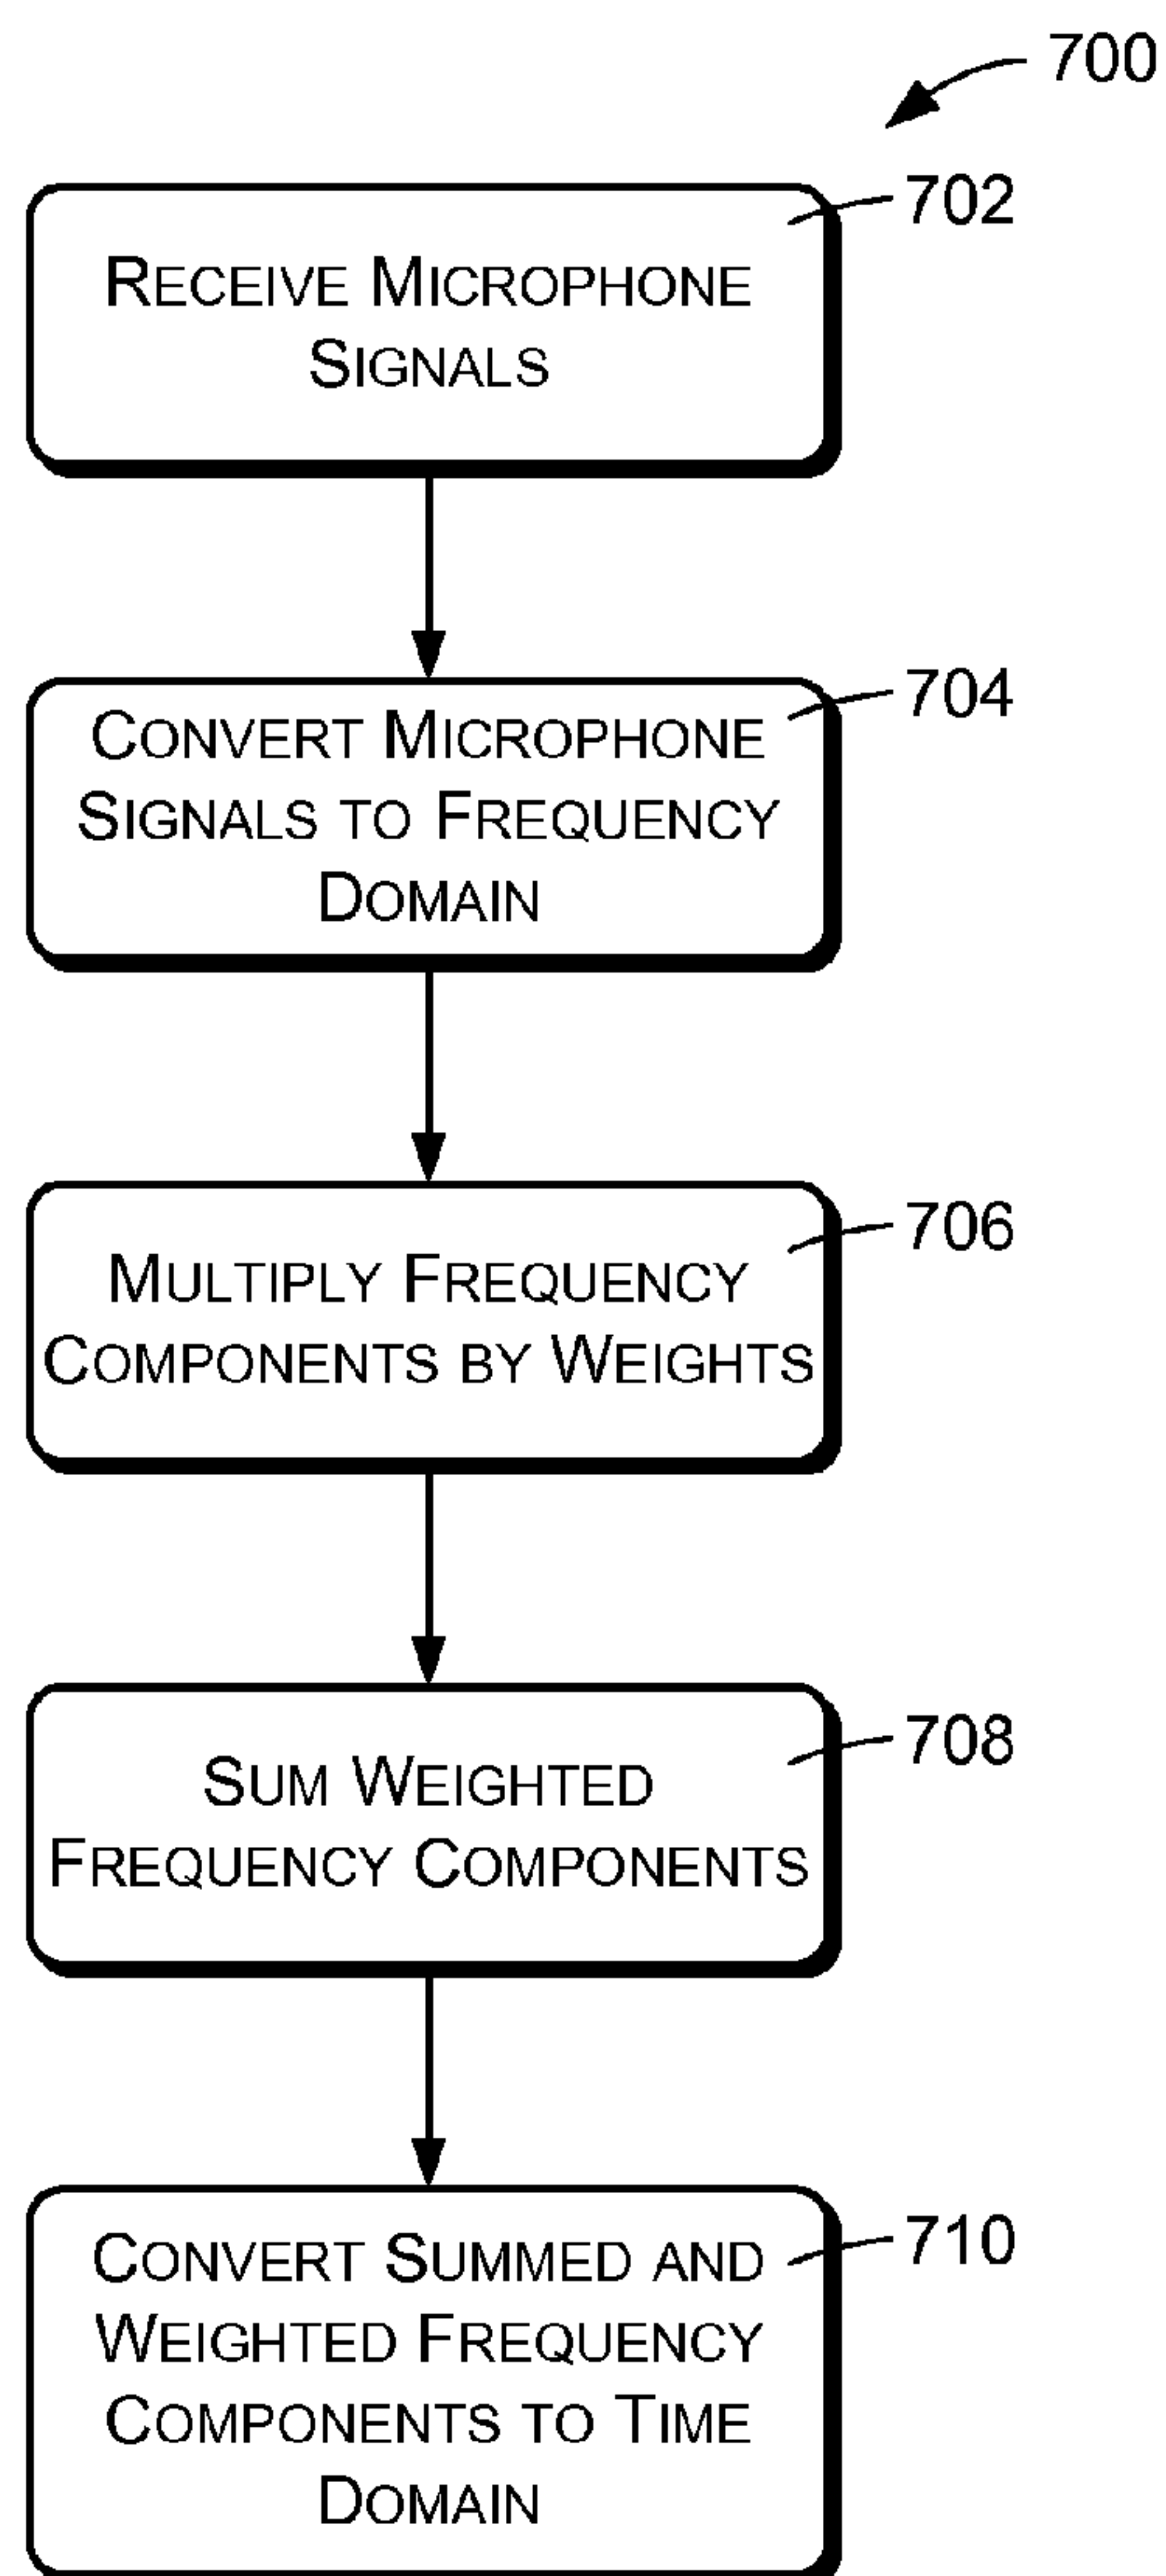 700
702
RECEIVE MICROPHONE
SIGNALS
704
CONVERT MICROPHONE
SIGNALS TO FREQUENCY
DOMAIN
706
MULTIPLY FREQUENCY
COMPONENTS BY WEIGHTS
708
SUM WEIGHTED
FREQUENCY COMPONENTS
710
CONVERT SUMMED AND
WEIGHTED FREQUENCY
COMPONENTS TO TIME
DOMAIN